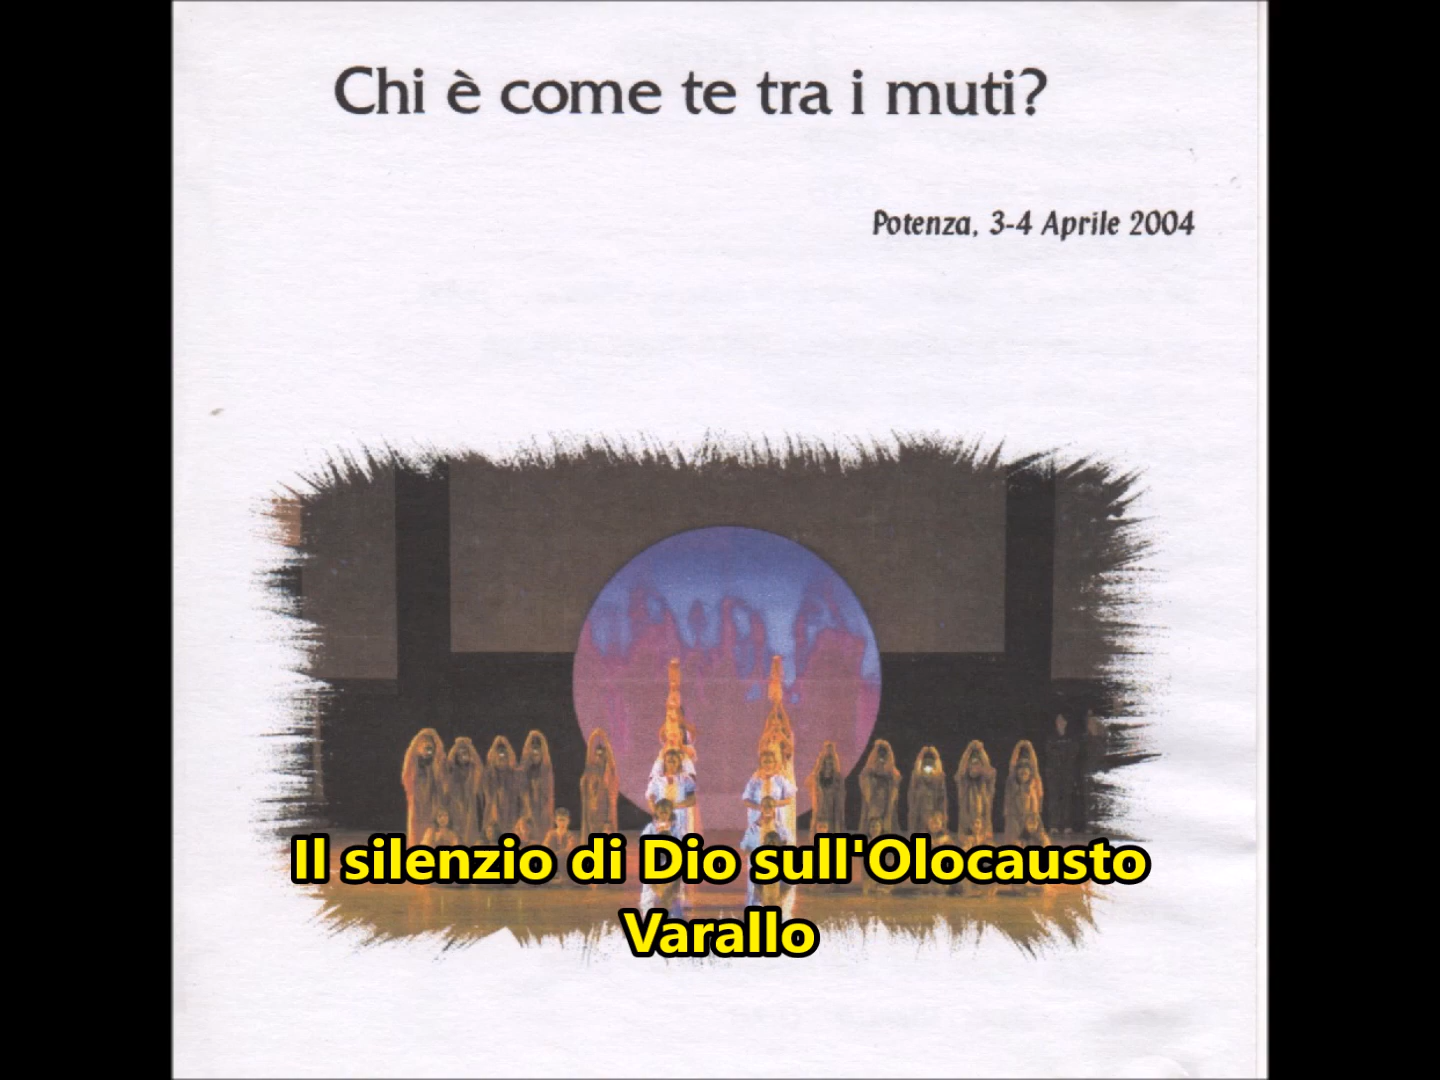 Chi è come te tra i muti?
Potenza, 3-4 Aprile 2004
Il silenzio di Dio sull'Olocausto
Varallo